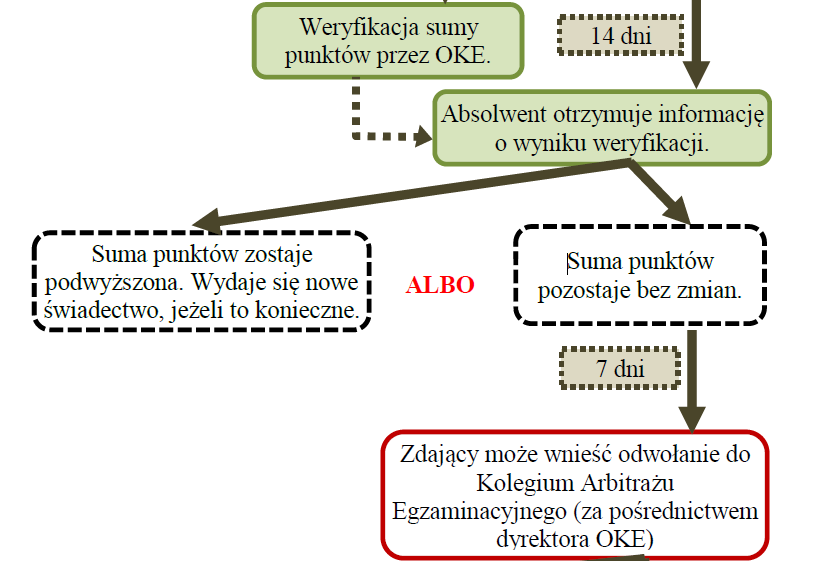 Weryfikacja sumy
punktów przez OKE.
14 dni
Absolwent otrzymuje informację
o wyniku weryfikacji.
Suma punktów zostaje
podwyższona. Wydaje się nowe
świadectwo, jeżeli to konieczne.
ALBO
Suma punktów
pozostaje bez zmian.
7 dni
Zdający może wnieść odwołanie do
Kolegium Arbitrażu
Egzaminacyjnego (za pośrednictwem
dyrektora OKE)